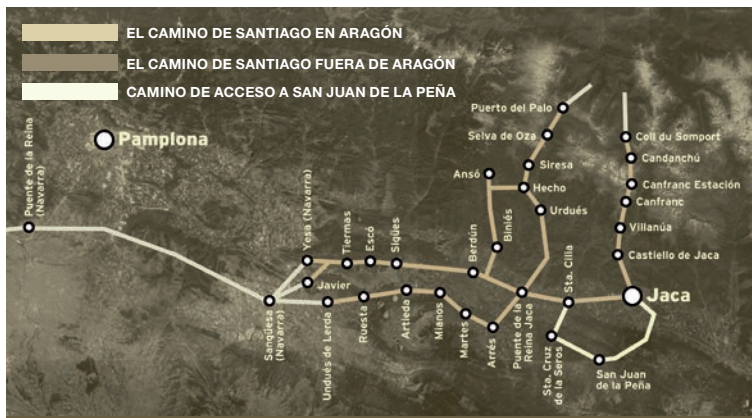 EL CAMINO DE SANTIAGO EN ARAGÓN
EL CAMINO DE SANTIAGO FUERA DE ARAGÓN
CAMINO DE ACCESO A SAN JUAN DE LA PEÑA
Puente de la Reina
(Navarra)
Pamplona
Puerto del Palo
Selva de Oza
Siresa
Ansó
Hecho
Urdués
Biniés
Coll du Somport
Candanchú
Canfranc Estación
Canfranc
Villanúa
Castiello de Jaca
Jaca
Yesa (Navarra)
Tiermas
Escó
Sigües
Berdún
Sta. Cilia
Javier
Sangüesa
(Navarra)
Undués de Lerda
Ruesta
Artieda
Mianos
Martes
Arrés
Puente de la
Reina Jaca
Sta. Cruz
de la Seros
San Juan
de la Peña